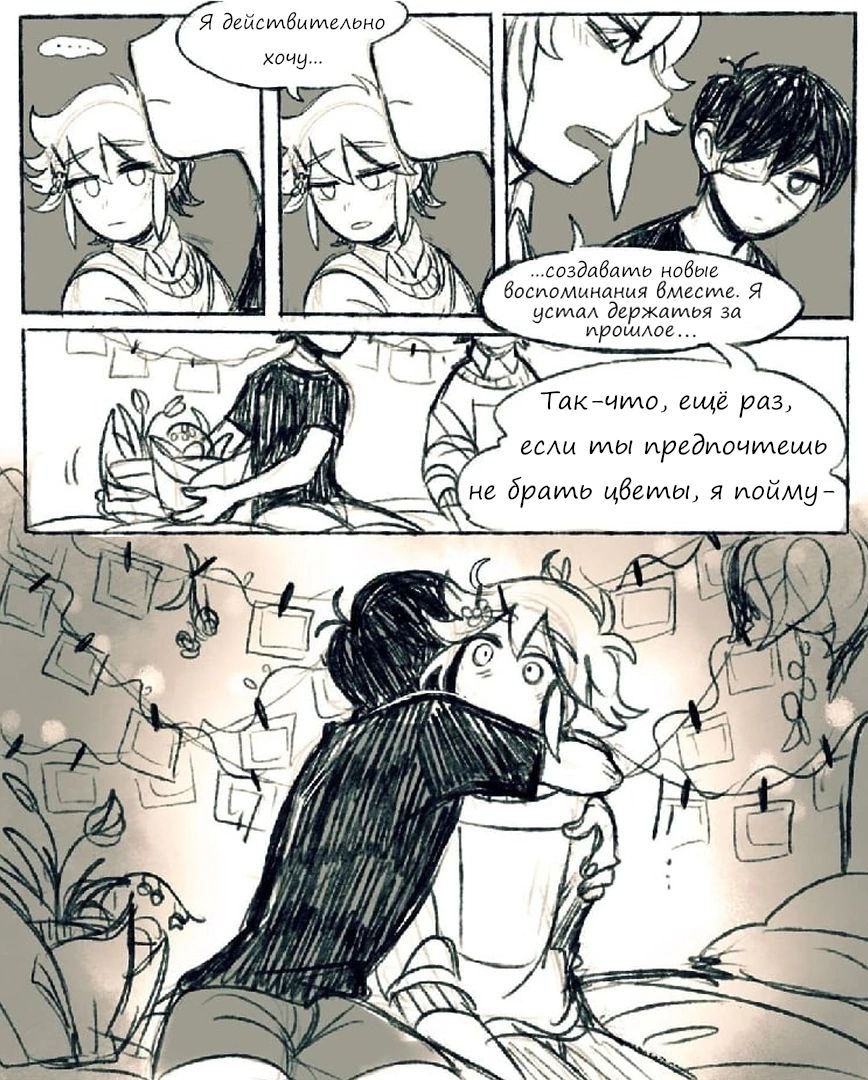 ....
Я действительно
хочу...
...создавать новые
воспоминания вместе. Я
устал держатья за
прошлое...
Так-что, ещё раз,
если ты предпочтешь
не брать цветы, я пойму-
...